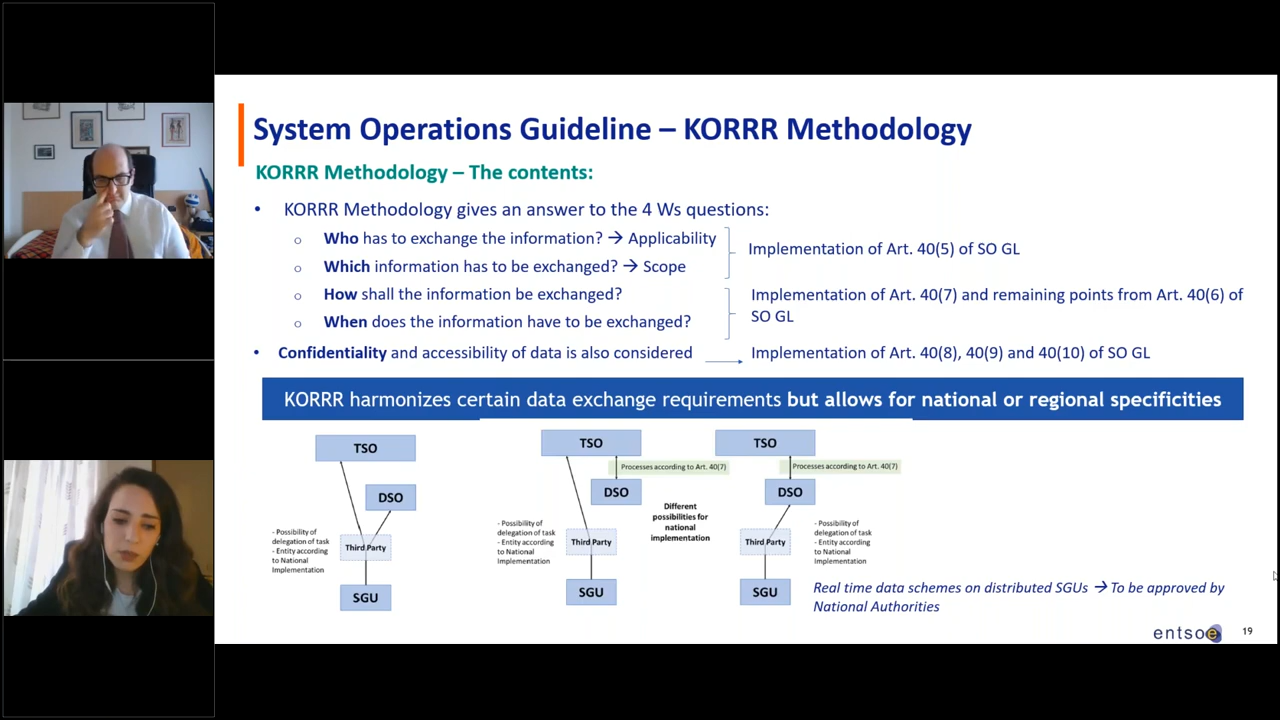 System Operations Guideline – KORRR Methodology
KORRR Methodology – The contents:
• KORRR Methodology gives an answer to the 4 Ws questions:
o Who has to exchange the information? → Applicability
o Which information has to be exchanged? → Scope
Implementation of Art. 40(5) of SO GL
o How shall the information be exchanged?
o When does the information have to be exchanged?
Implementation of Art. 40(7) and remaining points from Art. 40(6) of
SO GL
• Confidentiality and accessibility of data is also considered
Implementation of Art. 40(8), 40(9) and 40(10) of SO GL
KORRR harmonizes certain data exchange requirements but allows for national or regional specificities
TSO
DSO
- Possibility of
delegation of task
- Entity according
to National
Implementation
Third Party
SGU
TSO
Processes according to Art. 40(7)
DSO
- Possibility of
delegation of task
- Entity according
to National
Implementation
Third Party
SGU
Different
possibilities for
national
implementation
TSO
Processes according to Art. 40(7)
DSO
Third Party
- Possibility of
delegation of task
- Entity according
to National
Implementation
SGU
Real time data schemes on distributed SGUs → To be approved by
National Authorities
entsoe
19